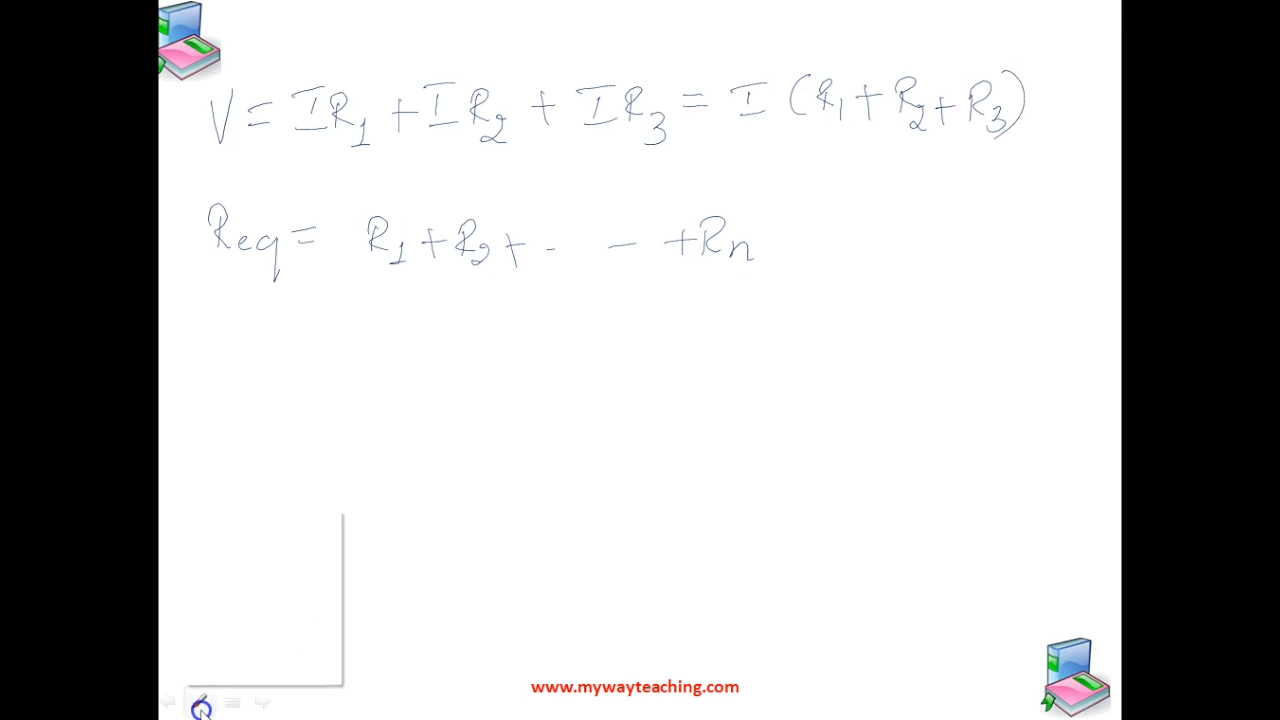 V = IR₁ + IR₂ + IR₃ = I (R₁ + R₂ + R₃)
Req = R₁ + R₂ + - - + Rn
www.mywayteaching.com